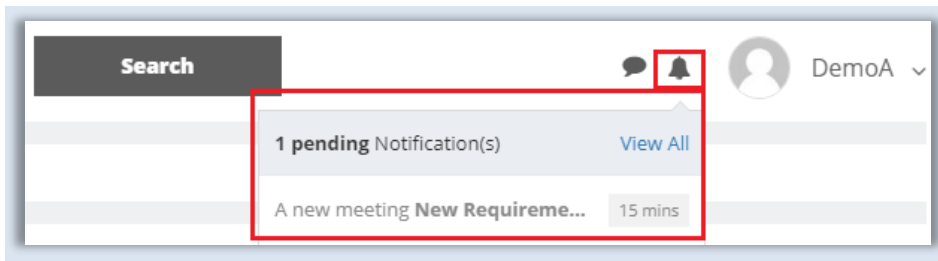 Search
DemoA
1 pending Notification(s) View All
A new meeting New Requireme... 15 mins